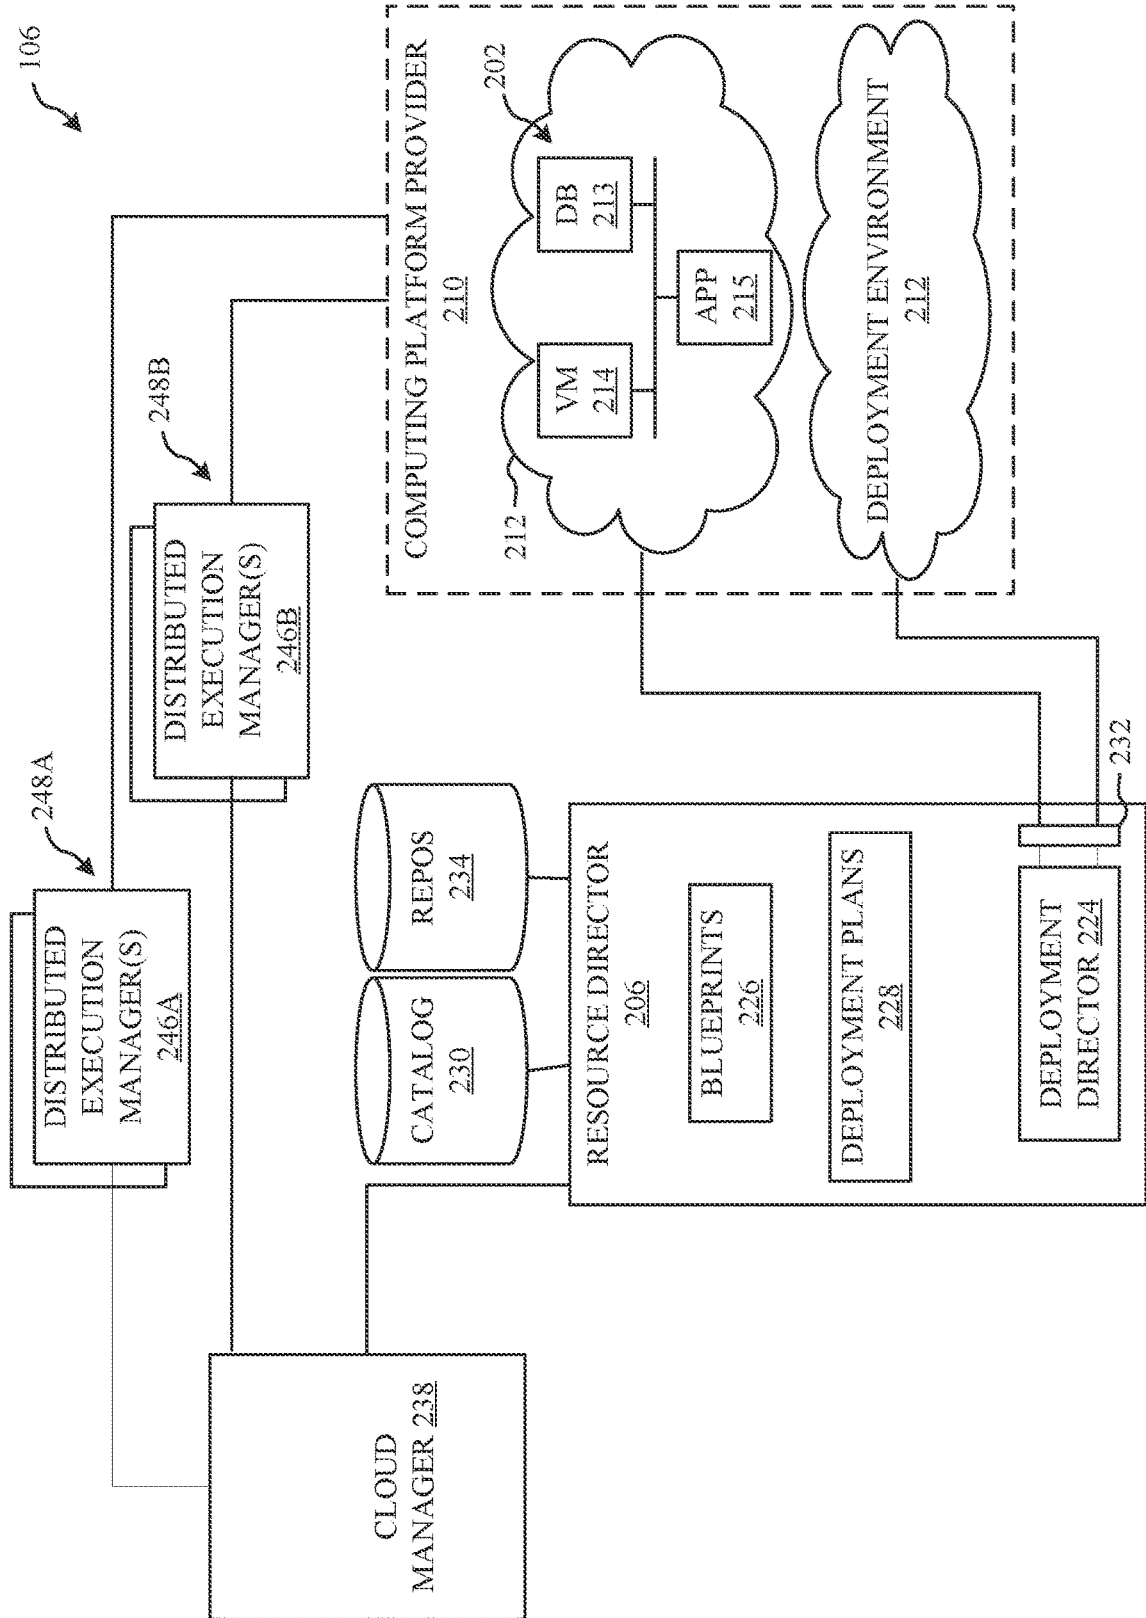 106
248A
DISTRIBUTED
EXECUTION
MANAGER(S)
246A
248B
DISTRIBUTED
EXECUTION
MANAGER(S)
246B
CLOUD
MANAGER 238
CATALOG
230
REPOS
234
RESOURCE DIRECTOR
206
BLUEPRINTS
226
DEPLOYMENT PLANS
228
DEPLOYMENT
DIRECTOR 224
232
COMPUTING PLATFORM PROVIDER
210
212
VM
214
DB
213
202
APP
215
DEPLOYMENT ENVIRONMENT
212